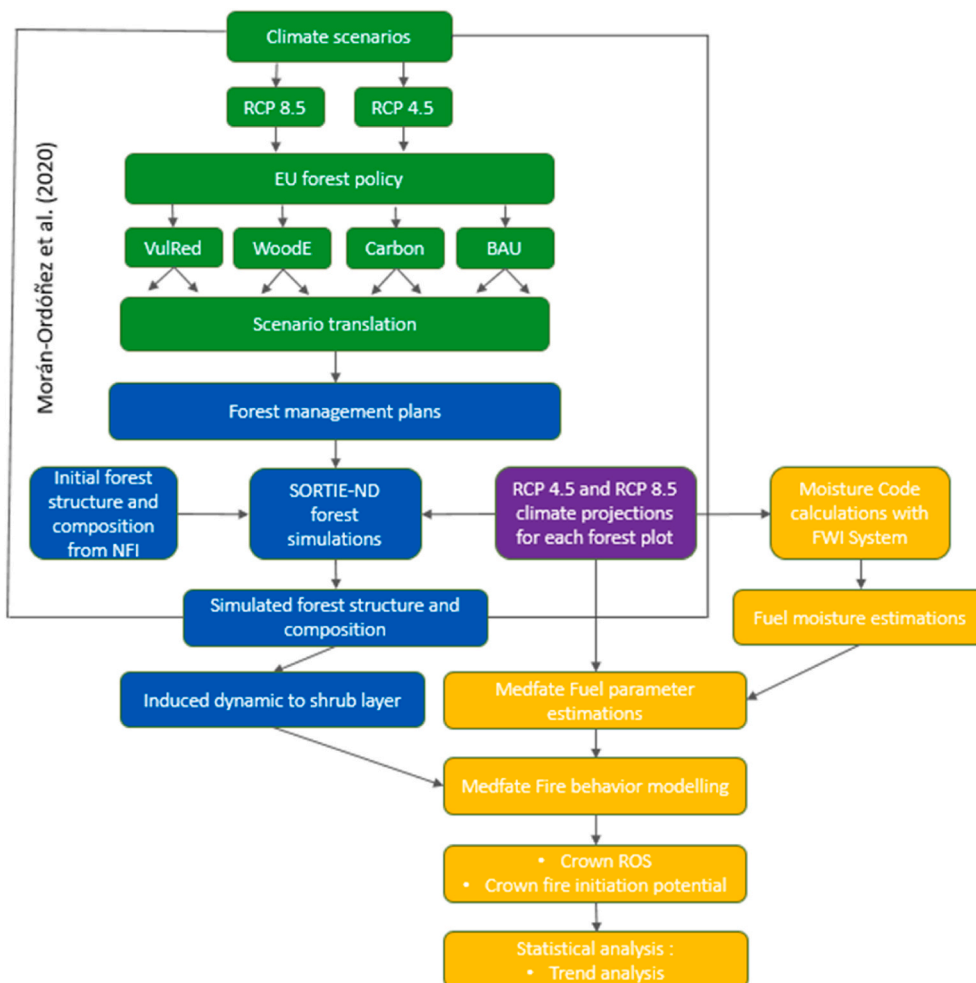 Climate scenarios
RCP 8.5
RCP 4.5
EU forest policy
VulRed
WoodE
Carbon
BAU
Scenario translation
Morán-Ordóñez et al. (2020)
Forest management plans
Initial forest
structure and
composition
from NFI
SORTIE-ND
forest
simulations
RCP 4.5 and RCP 8.5
climate projections
for each forest plot
Moisture Code
calculations with
FWI System
Simulated forest structure and
composition
Fuel moisture estimations
Induced dynamic to shrub layer
Medfate Fuel parameter
estimations
Medfate Fire behavior modelling
• Crown ROS
• Crown fire initiation potential
Statistical analysis :
• Trend analysis